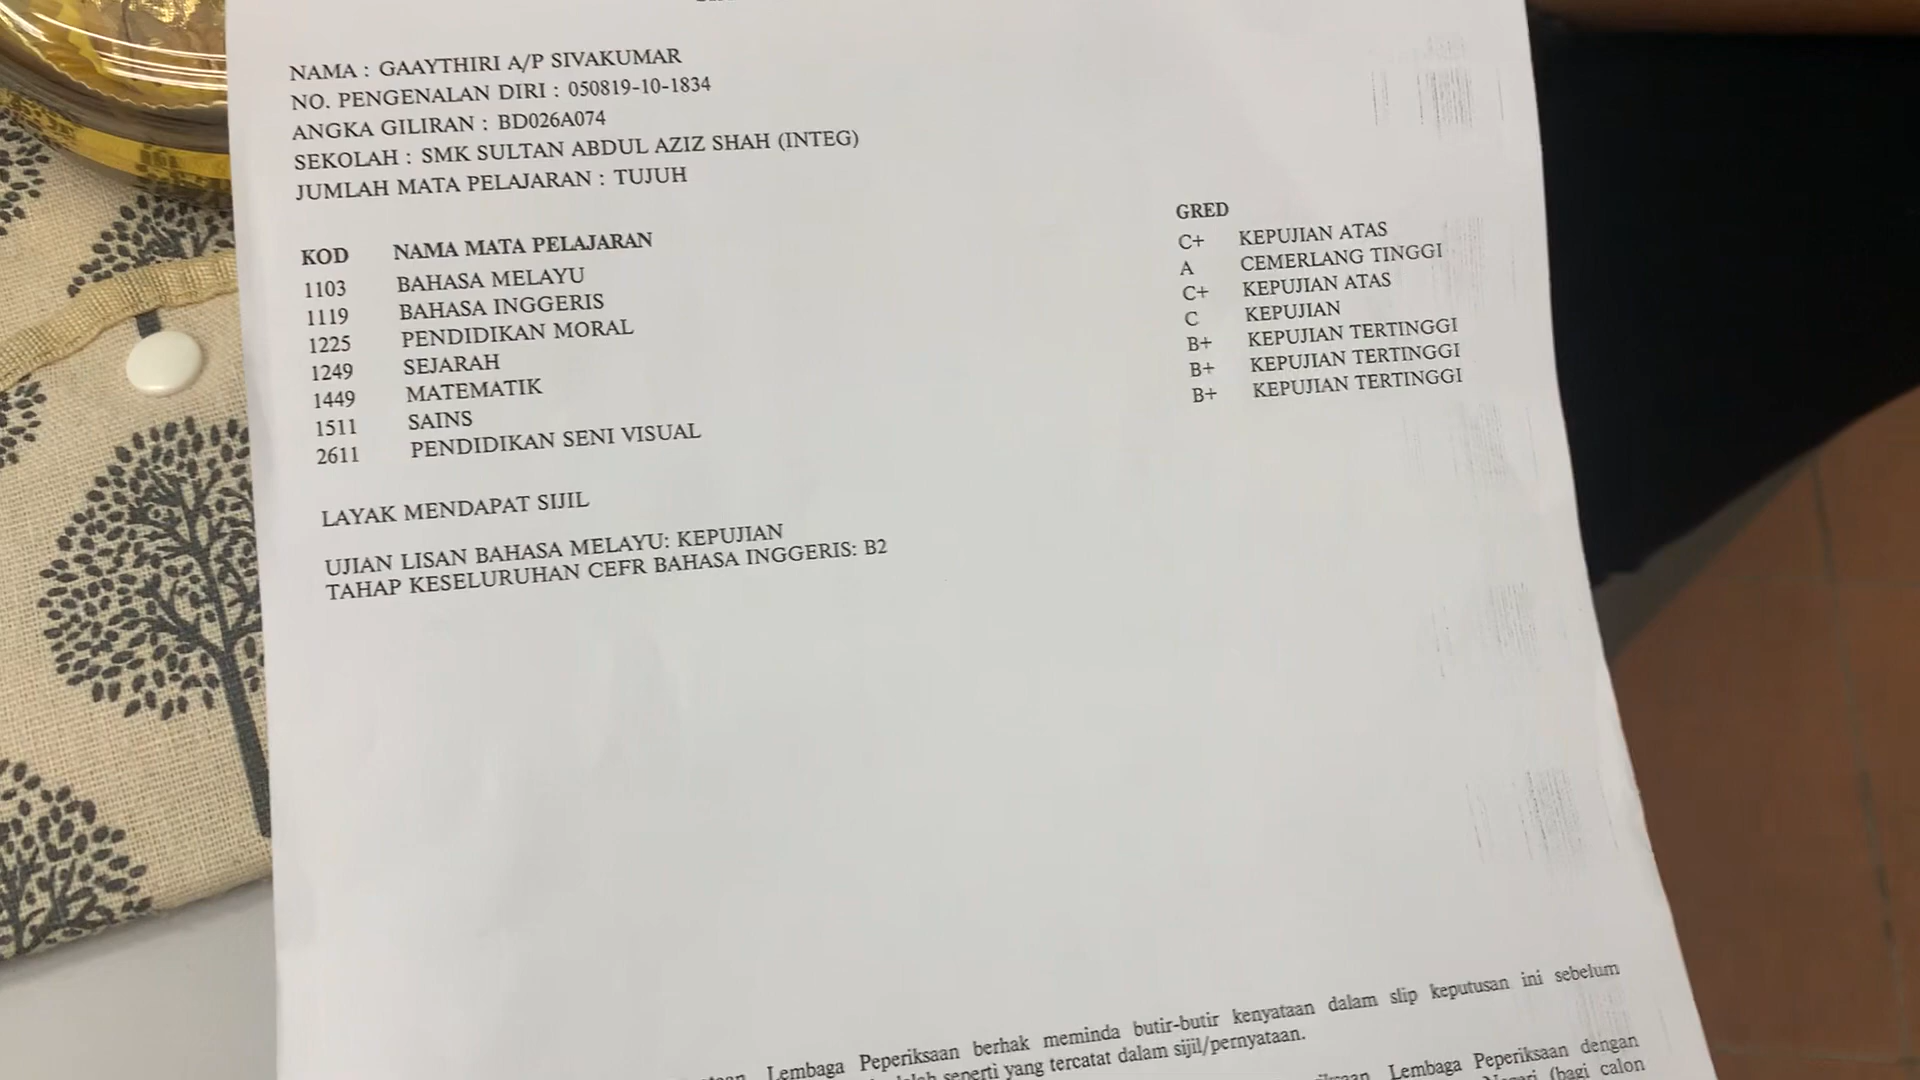 NAMA : GAAYTHIRI A/P SIVAKUMAR
NO. PENGENALAN DIRI : 050819-10-1834
ANGKA GILIRAN : BD026A074
SEKOLAH : SMK SULTAN ABDUL AZIZ SHAH (INTEG)
JUMLAH MATA PELAJARAN : TUJUH
KOD NAMA MATA PELAJARAN GRED
1103 BAHASA MELAYU C+ KEPUJIAN ATAS
1119 BAHASA INGGERIS A CEMERLANG TINGGI
1225 PENDIDIKAN MORAL C+ KEPUJIAN ATAS
1249 SEJARAH C KEPUJIAN
1449 MATEMATIK B+ KEPUJIAN TERTINGGI
1511 SAINS B+ KEPUJIAN TERTINGGI
2611 PENDIDIKAN SENI VISUAL B+ KEPUJIAN TERTINGGI
LAYAK MENDAPAT SIJIL
UJIAN LISAN BAHASA MELAYU: KEPUJIAN
TAHAP KESELURUHAN CEFR BAHASA INGGERIS: B2
Lembaga Peperiksaan berhak meminda butir-butir kenyataan dalam slip keputusan ini sebelum
seperti yang tercatat dalam sijil/pernyataan.
Lembaga Peperiksaan dengan
(bagi calon